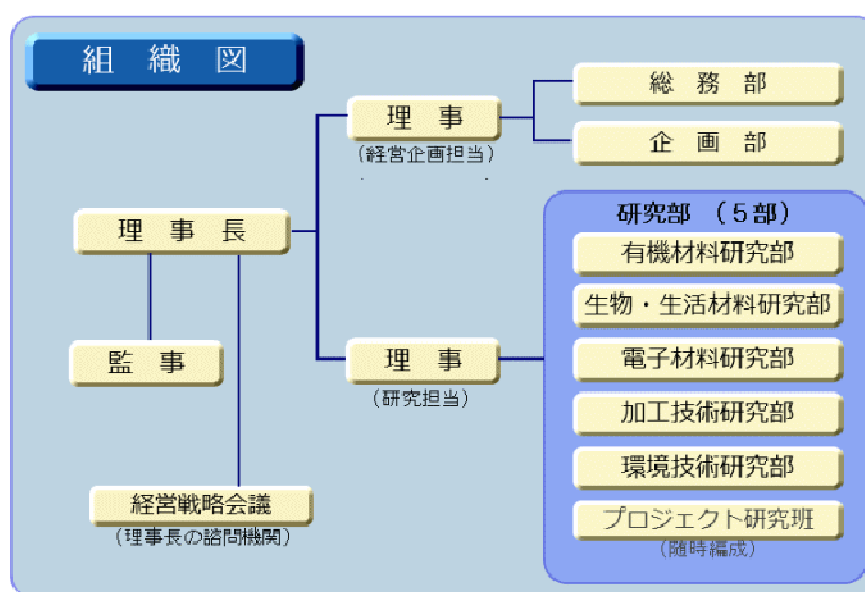 組織図
理事
(経営企画担当)
総務部
企画部
理事長
監事
経営戦略会議
(理事長の諮問機関)
理事
(研究担当)
研究部 (5部)
有機材料研究部
生物・生活材料研究部
電子材料研究部
加工技術研究部
環境技術研究部
プロジェクト研究班
(随時編成)